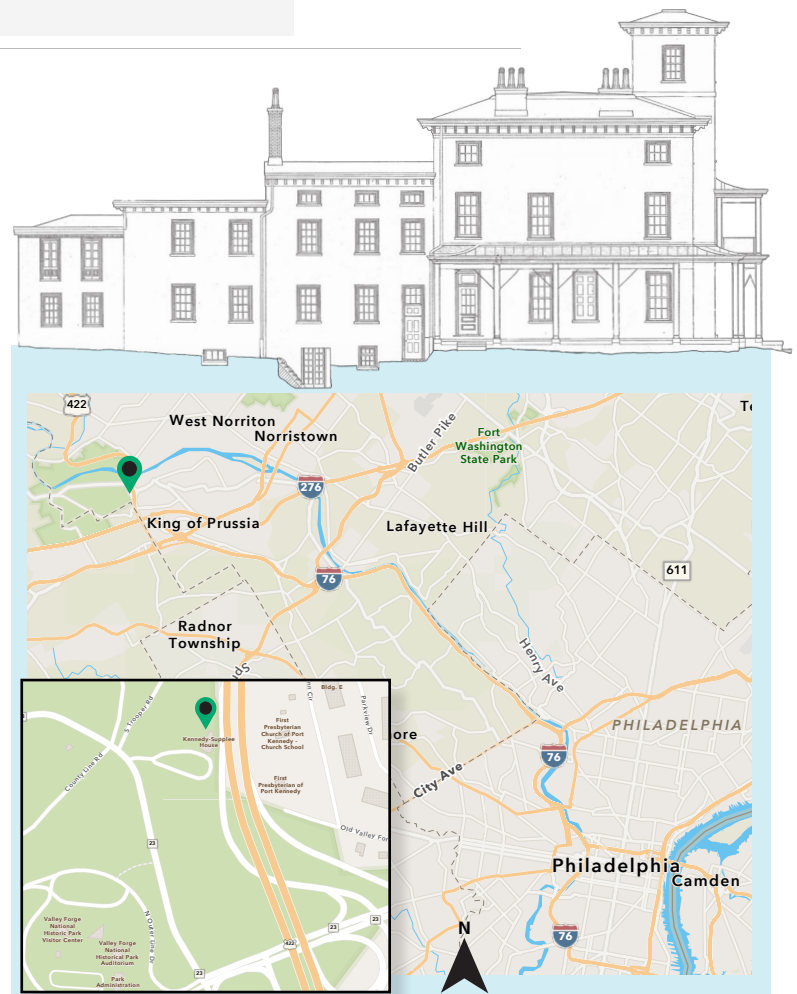 422
West Norriton
Norristown
Butler Pike
Fort
Washington
State Park
276
King of Prussia
Lafayette Hill
611
76
Radnor
Township
Henry Ave
PHILADELPHIA
76
City Ave
Philadelphia
Camden
N
76
S Trooper Rd
County Line Rd
Kennedy-Supplee
House
Bldg. E
Parkview Dr
First
Presbyterian
Church of Port
Kennedy -
Church School
First
Presbyterian of
Port Kennedy
Old Valley For
23
N Outer Line Dr
Valley Forge
National
Historic Park
Visitor Center
Valley Forge
National
Historical Park
Auditorium
Park
Administration
422
23
23
23